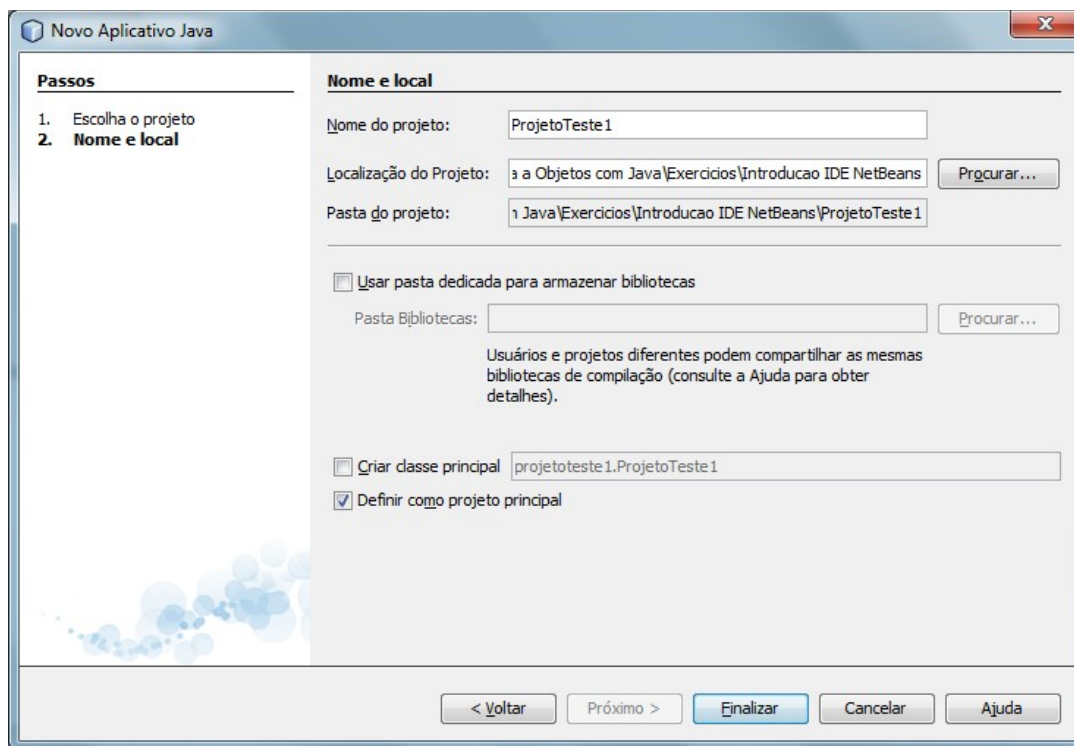 Novo Aplicativo Java
Passos
1. Escolha o projeto
2. Nome e local
Nome e local
Nome do projeto: ProjetoTeste1
Localização do Projeto: a a Objetos com Java\Exercicios\Introducao IDE NetBeans Procurar...
Pasta do projeto: n Java\Exercicios\Introducao IDE NetBeans\ProjetoTeste1
Usar pasta dedicada para armazenar bibliotecas
Pasta Bibliotecas: Procurar...
Usuários e projetos diferentes podem compartilhar as mesmas
bibliotecas de compilação (consulte a Ajuda para obter
detalhes).
Criar classe principal projetoteste1.ProjetoTeste1
Definir como projeto principal
< Voltar Próximo > Finalizar Cancelar Ajuda